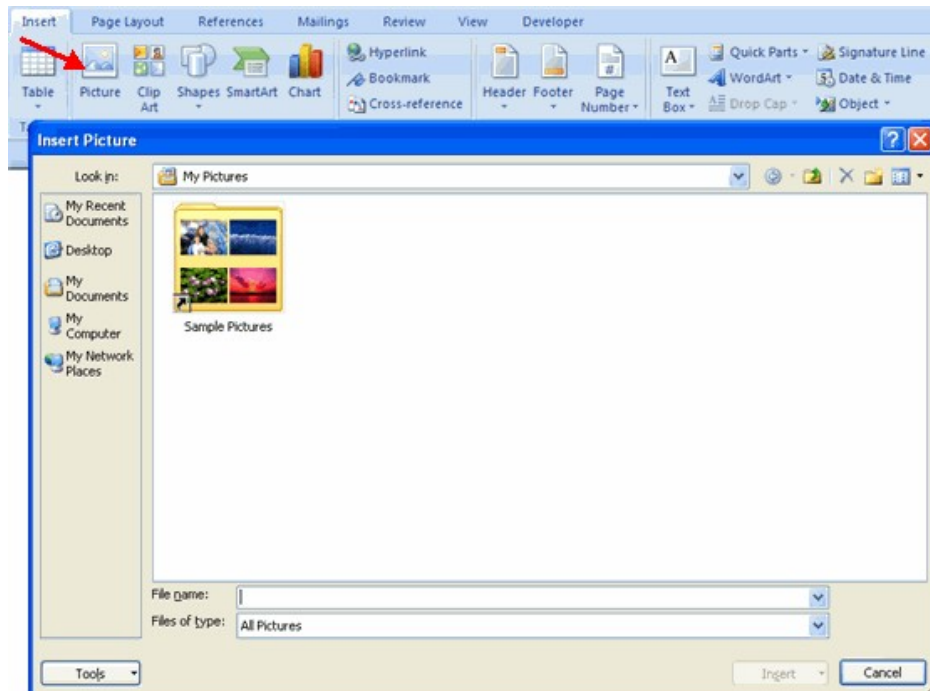 Insert Page Layout References Mailings Review View Developer
Table
Picture
Clip
Art
Shapes
SmartArt
Chart
Hyperlink
Bookmark
Cross-reference
Header
Footer
#
Page
Number
A
Text
Box
Quick Parts
WordArt
Drop Cap
Signature Line
Date & Time
Object
Insert Picture
?
Look in:
My Pictures
My Recent
Documents
Desktop
My
Documents
My
Computer
My Network
Places
Sample Pictures
File name:
Files of type:
All Pictures
Tools
Insert
Cancel